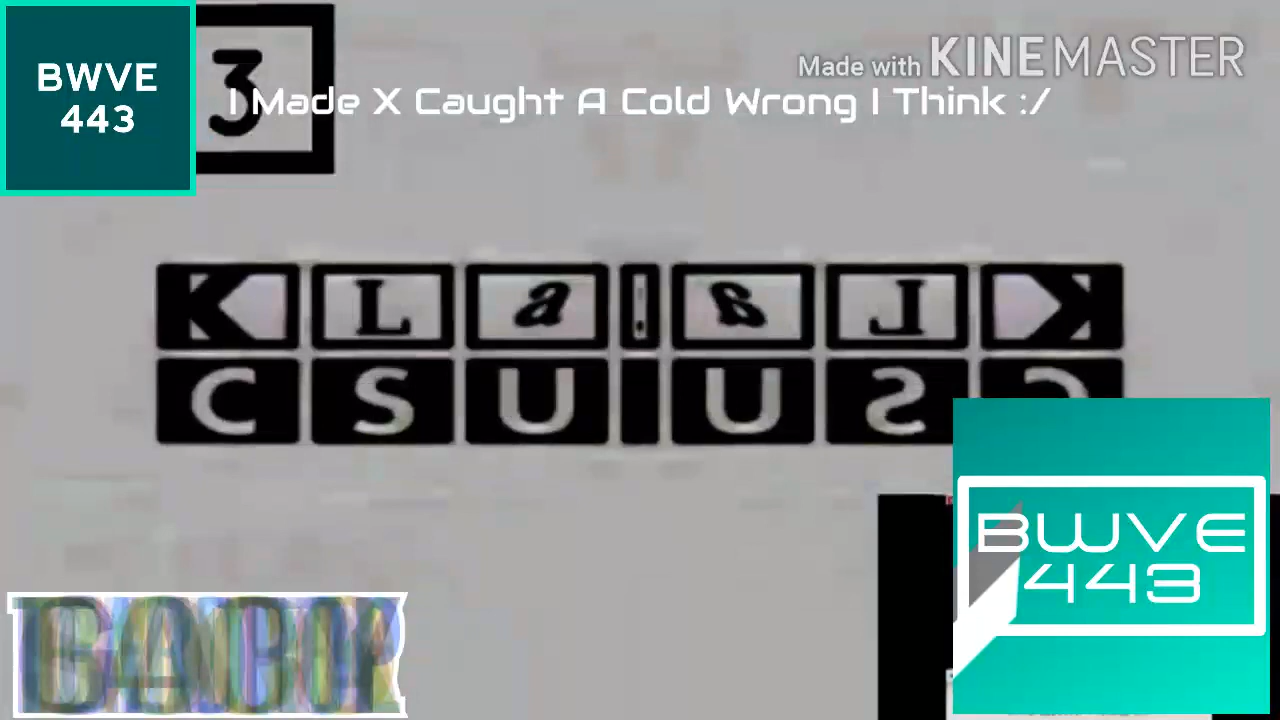 BWVE
443
3
Made with KINEMASTER
I Made X Caught A Cold Wrong I Think :/
K L a s J K
C S U U S C
BWVE
443